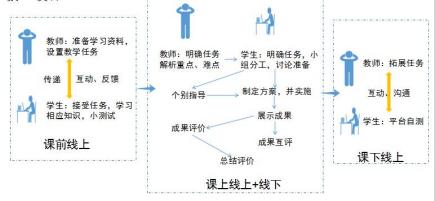 教师：准备学习资料，
设置教学任务
传递
互动、反馈
学生：接受任务，学习
相应知识，小测试
课前线上
教师：明确任务
解析重点、难点
学生：明确任务，小
组分工，讨论准备
个别指导
制定方案，并实施
展示成果
成果评价
成果互评
总结评价
课上线上+线下
教师：拓展任务
互动、沟通
学生：平台自测
课下线上